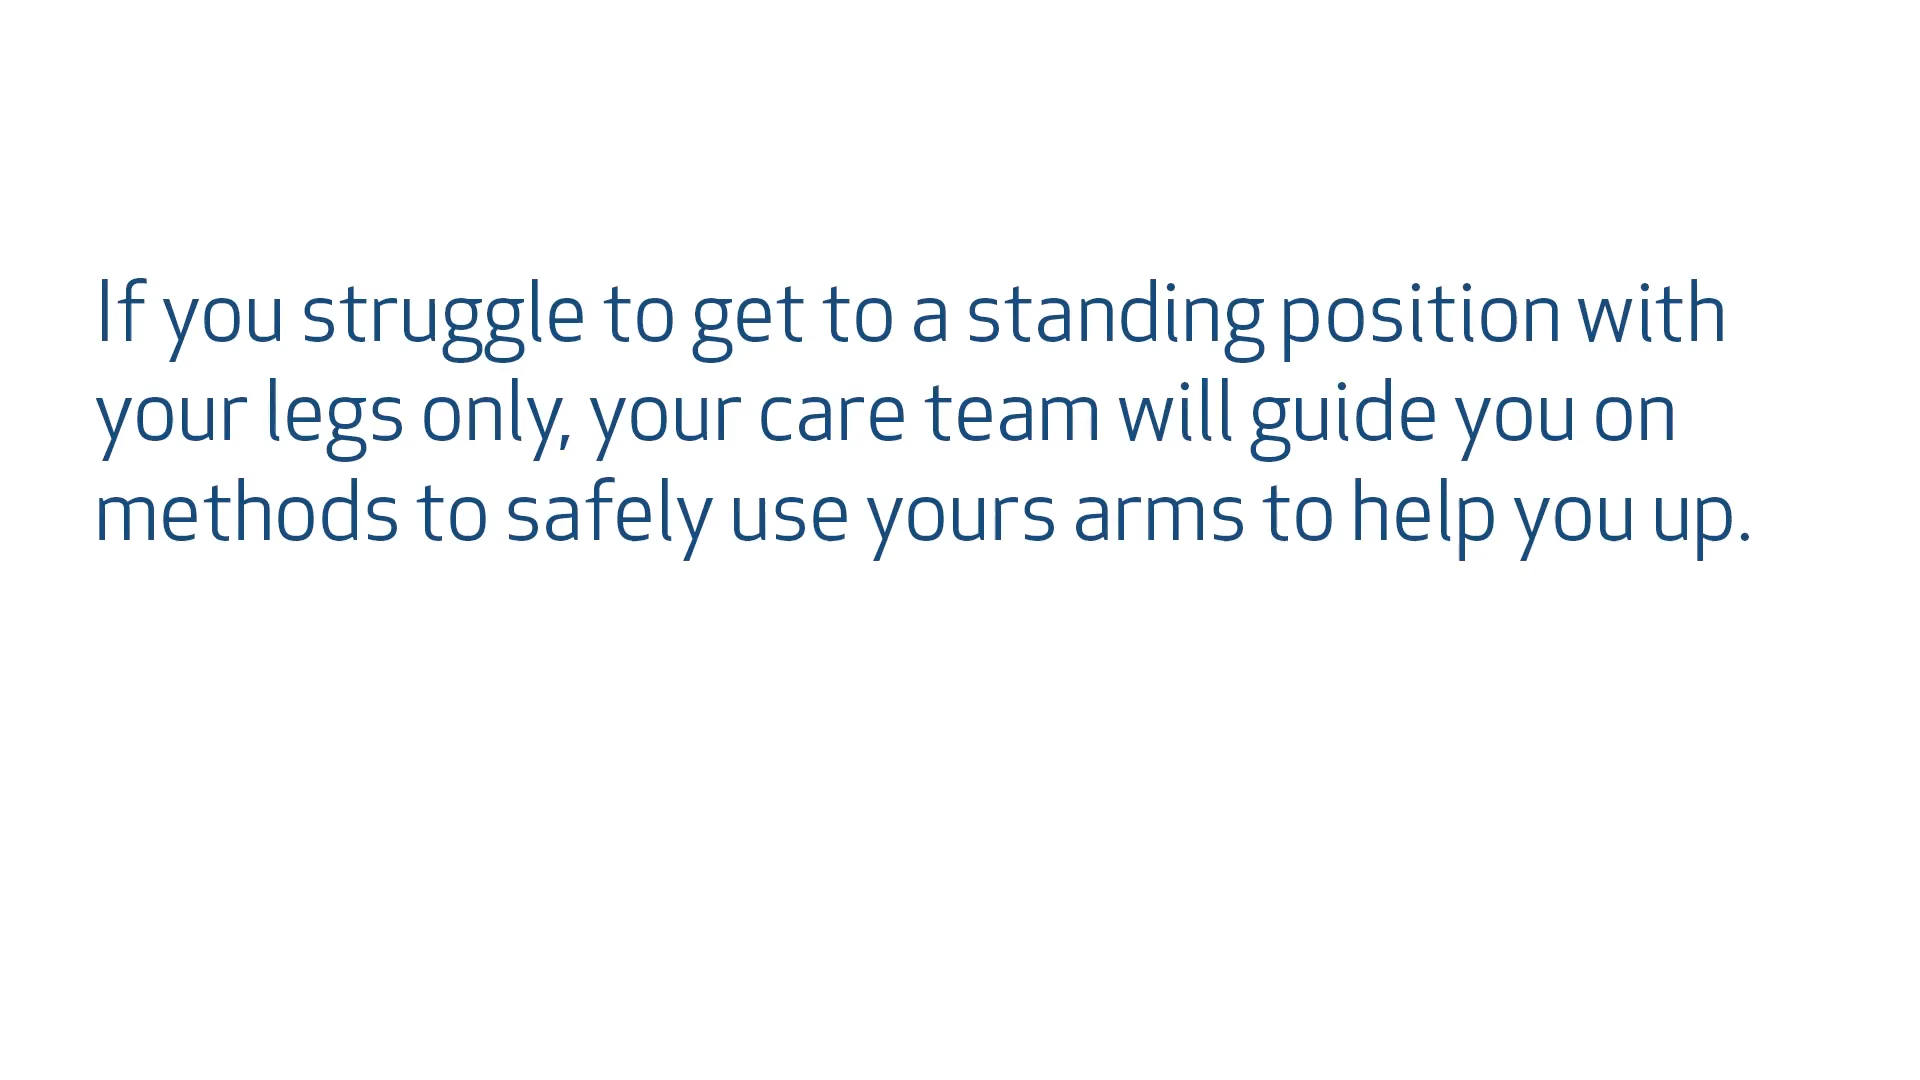 If you struggle to get to a standing position with
your legs only, your care team will guide you on
methods to safely use yours arms to help you up.